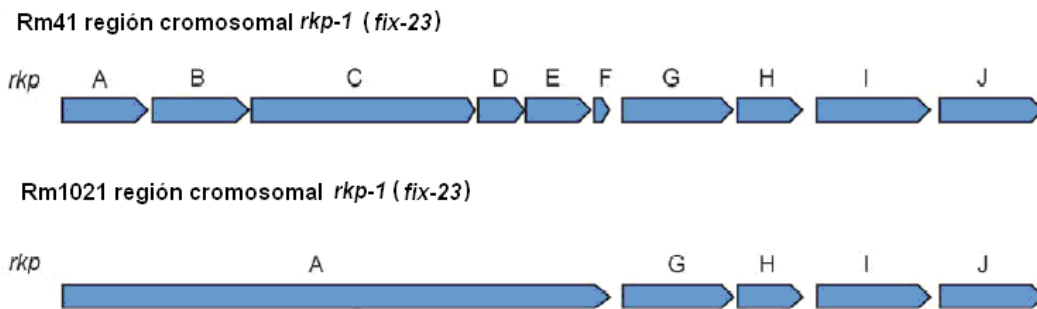 Rm41 región cromosomal rkp-1 (fix-23)
rkp A B C D E F G H I J
Rm1021 región cromosomal rkp-1 (fix-23)
rkp A G H I J